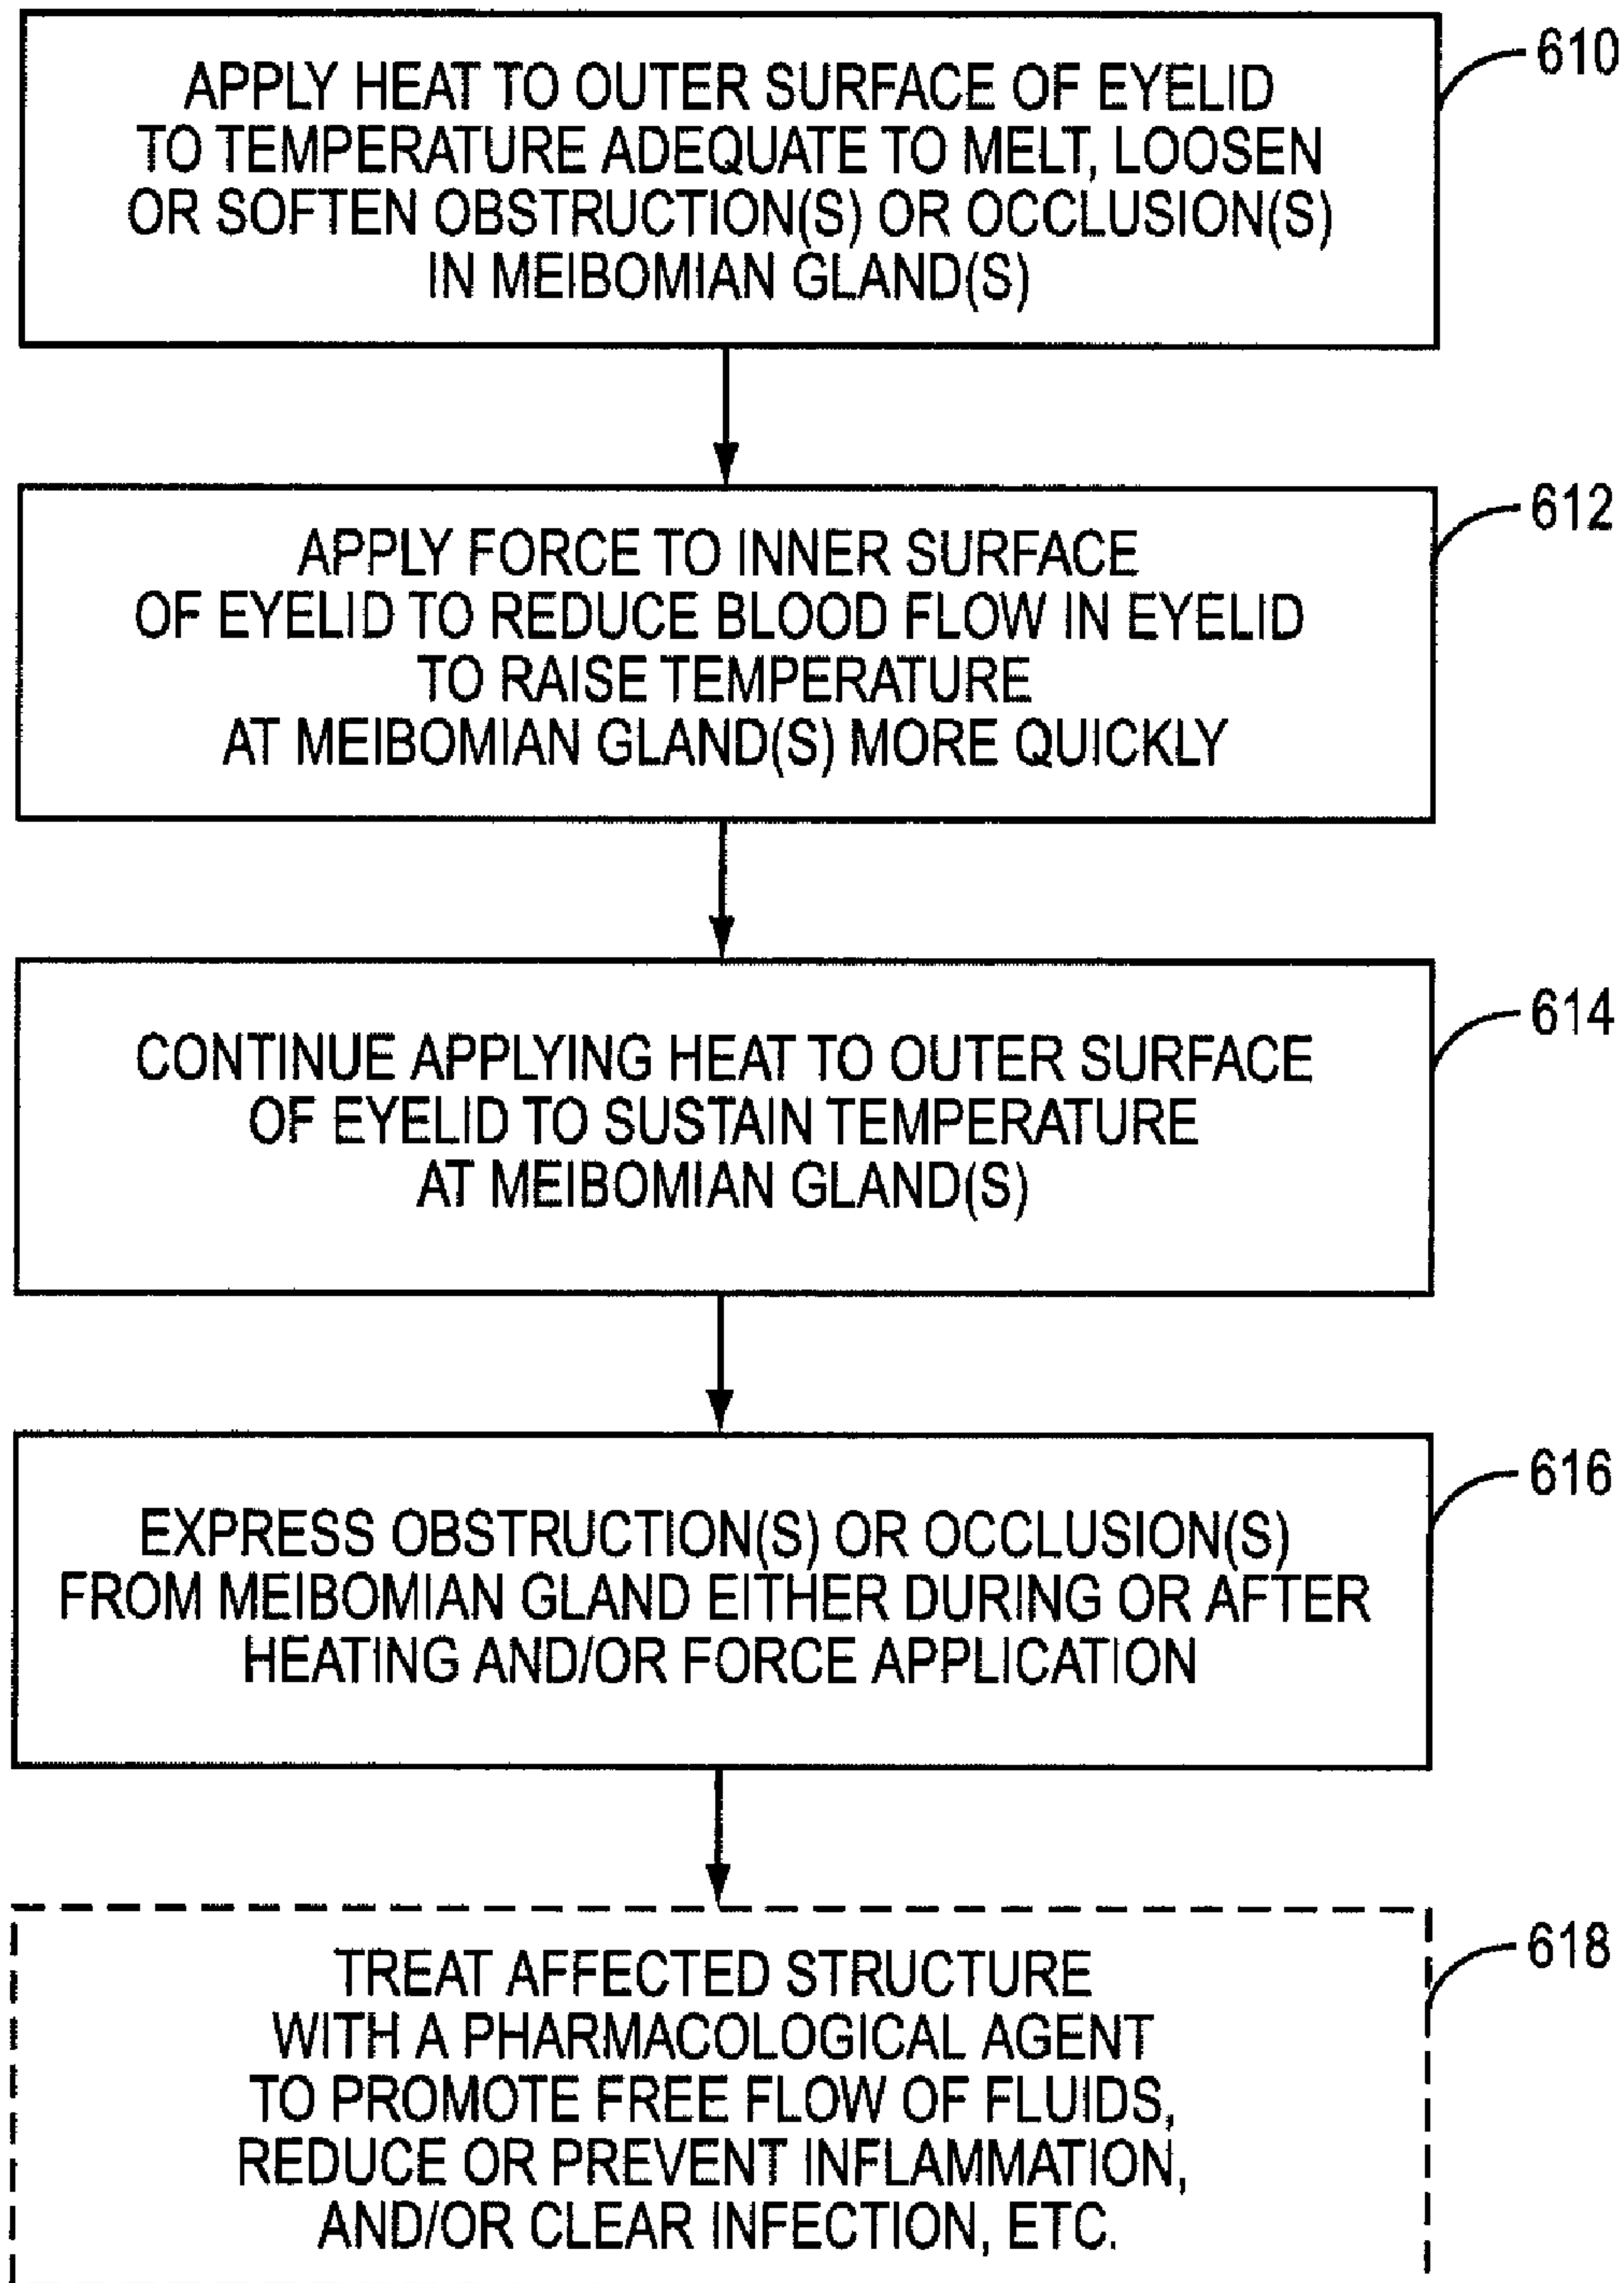 APPLY HEAT TO OUTER SURFACE OF EYELID
TO TEMPERATURE ADEQUATE TO MELT, LOOSEN
OR SOFTEN OBSTRUCTION(S) OR OCCLUSION(S)
IN MEIBOMIAN GLAND(S)
610
APPLY FORCE TO INNER SURFACE
OF EYELID TO REDUCE BLOOD FLOW IN EYELID
TO RAISE TEMPERATURE
AT MEIBOMIAN GLAND(S) MORE QUICKLY
612
CONTINUE APPLYING HEAT TO OUTER SURFACE
OF EYELID TO SUSTAIN TEMPERATURE
AT MEIBOMIAN GLAND(S)
614
EXPRESS OBSTRUCTION(S) OR OCCLUSION(S)
FROM MEIBOMIAN GLAND EITHER DURING OR AFTER
HEATING AND/OR FORCE APPLICATION
616
TREAT AFFECTED STRUCTURE
WITH A PHARMACOLOGICAL AGENT
TO PROMOTE FREE FLOW OF FLUIDS,
REDUCE OR PREVENT INFLAMMATION,
AND/OR CLEAR INFECTION, ETC.
618